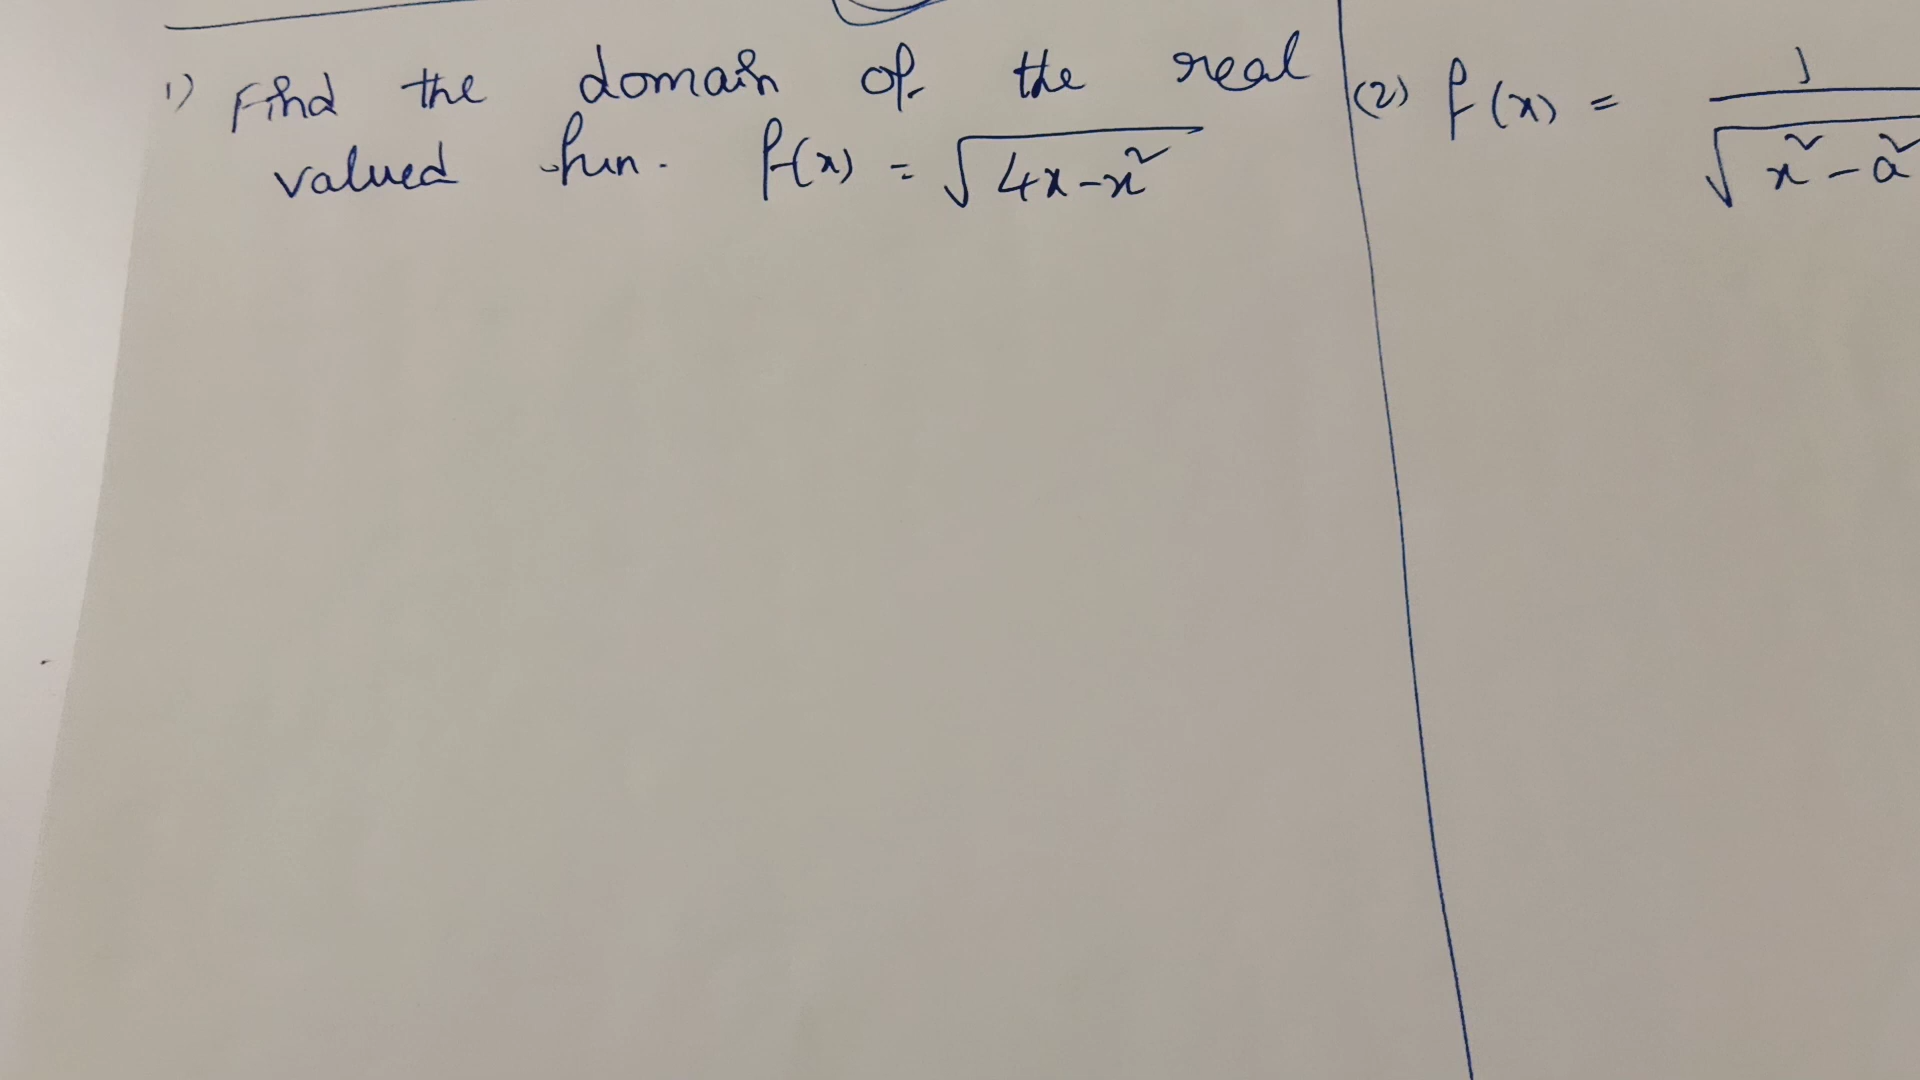 1) Find the domain of the real
valued fun. f(x) = √(4x-x²)
(2) f(x) = 1/√(x²-a²)